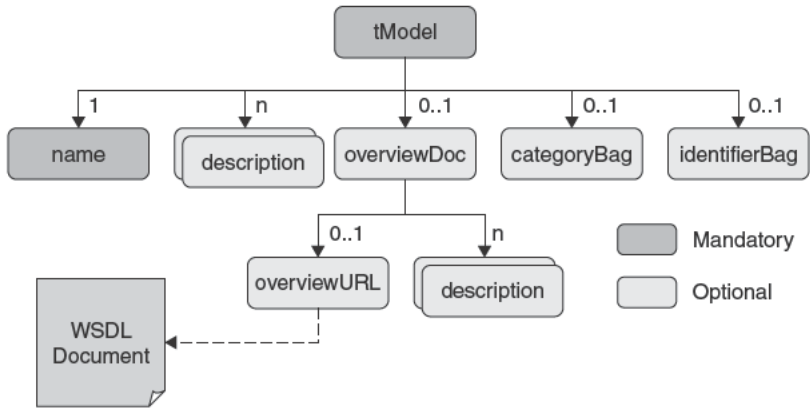 tModel
1
n
0..1
0..1
0..1
name
description
overviewDoc
categoryBag
identifierBag
0..1
n
Mandatory
overviewURL
description
Optional
WSDL
Document